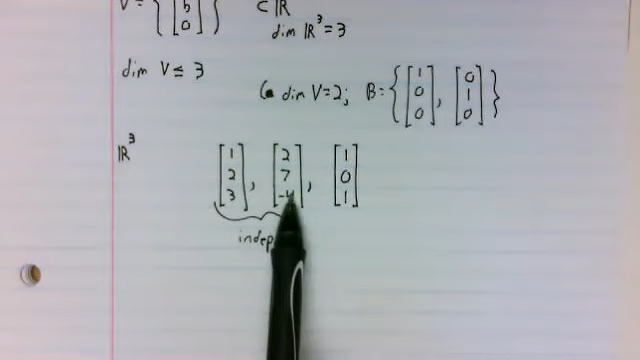 V = { [ b 0 ] } ⊂ ℝ³
dim ℝ³ = 3
dim V ≤ 3
dim V = 2; B = { [ 1 0 0 ], [ 0 1 0 ] }
ℝ³ [ 1 2 3 ], [ 2 7 -4 ], [ 1 0 1 ]
indep